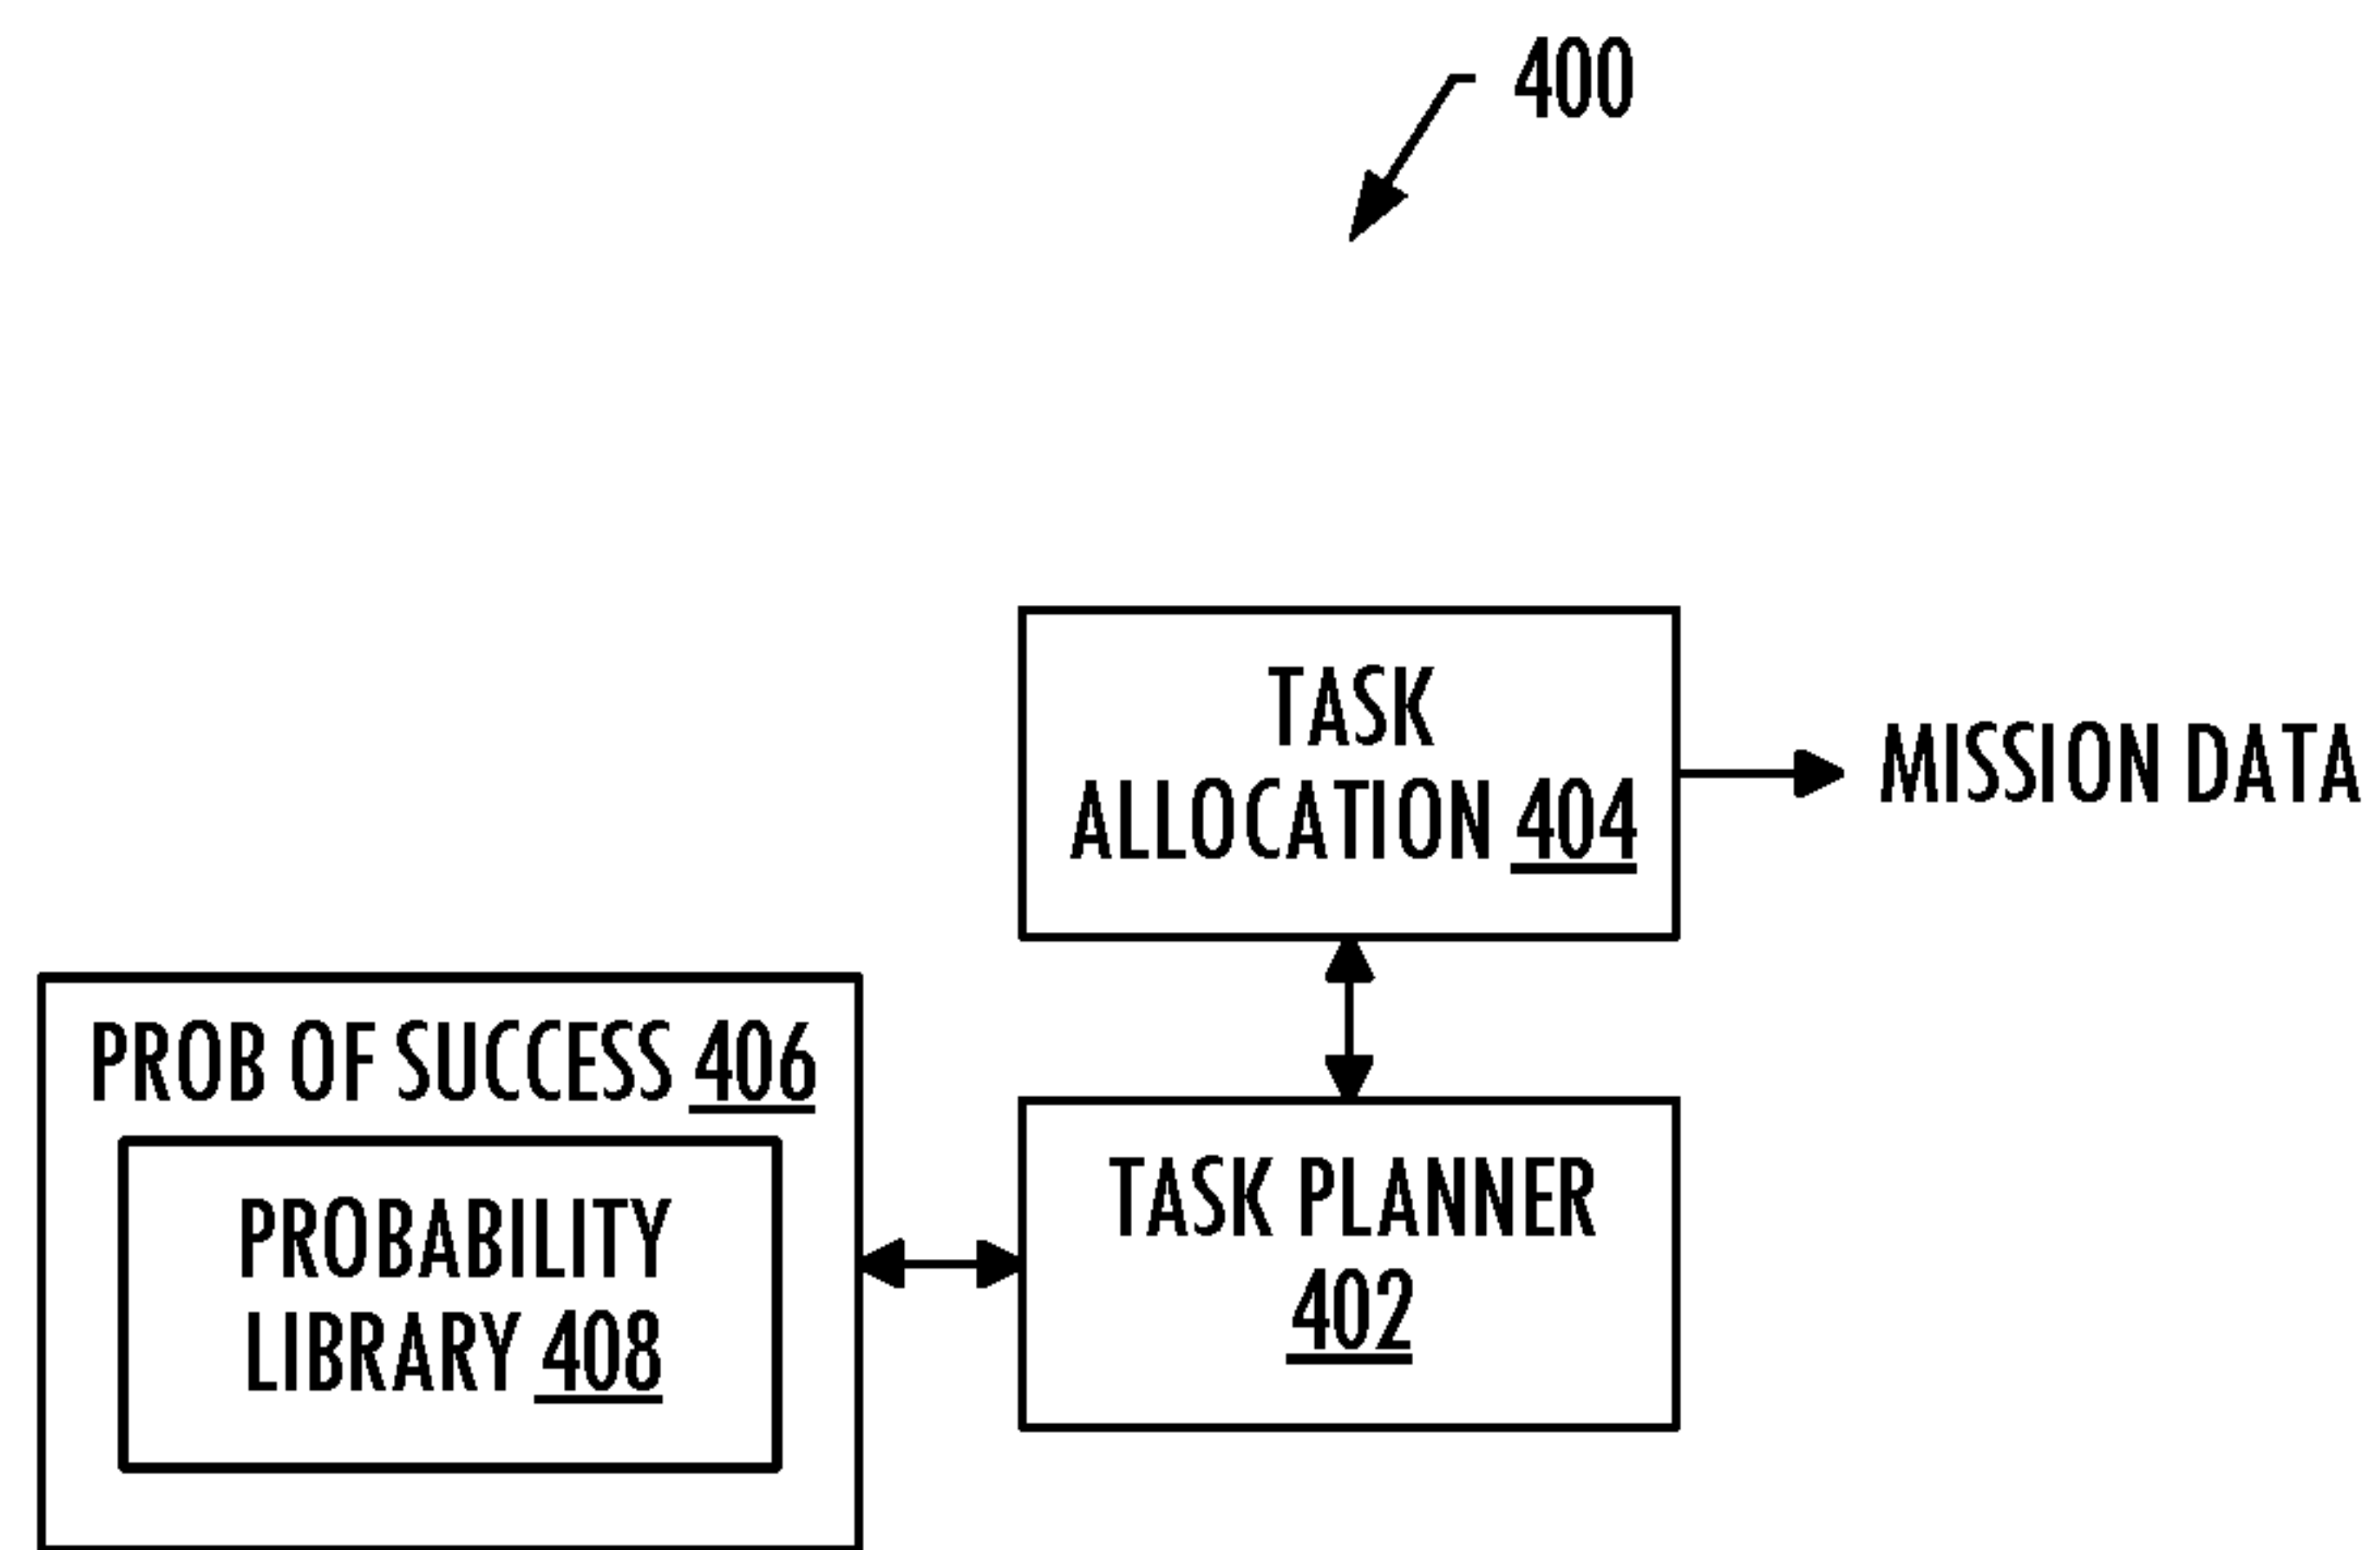 400
TASK
ALLOCATION 404
MISSION DATA
PROB OF SUCCESS 406
PROBABILITY
LIBRARY 408
TASK PLANNER
402